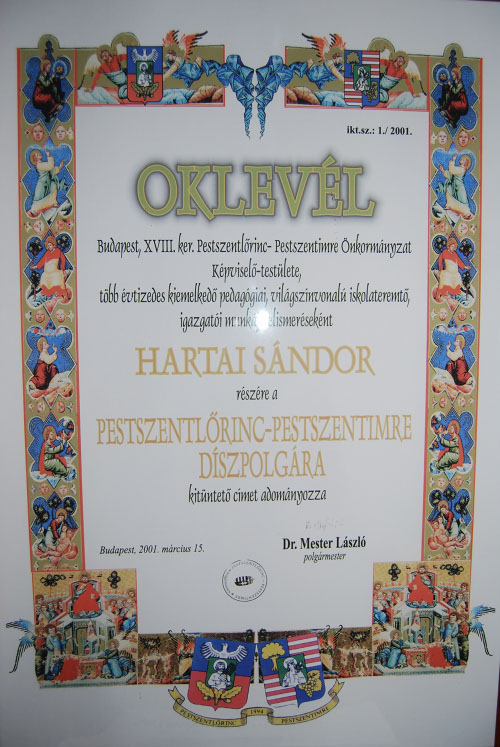 ikt.sz.: 1./ 2001.
OKLEVÉL
Budapest, XVIII. ker. Pestszentlőrinc- Pestszentimre Önkormányzat
Képviselő-testülete,
több évtizedes kiemelkedő pedagógiai, világszínvonalú iskolateremtő,
igazgatói elismeréseként
HARTAI SÁNDOR
részére a
PESTSZENTLŐRINC-PESTSZENTIMRE
DÍSZPOLGÁRA
kitüntető címet adományozza
Budapest, 2001. március 15.
Dr. Mester László
polgármester
PESTSZENTLŐRINC 1994 PESTSZENTIMRE